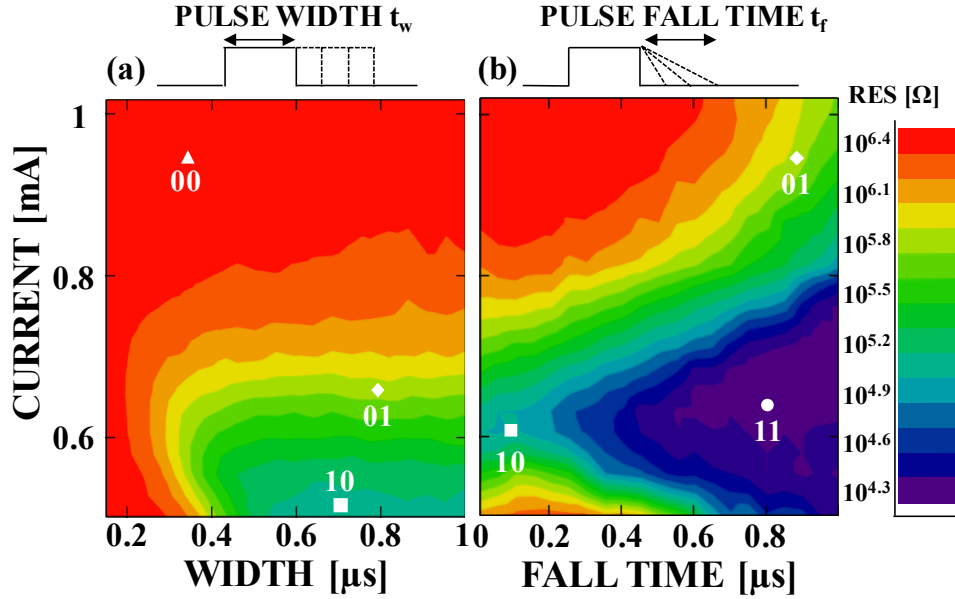 PULSE WIDTH t_w
PULSE FALL TIME t_f
(a)
(b)
RES [Ω]
CURRENT [mA]
1
0.8
0.6
00
01
10
01
10
11
10^6.4
10^6.1
10^5.8
10^5.5
10^5.2
10^4.9
10^4.6
10^4.3
0.2 0.4 0.6 0.8 1
0 0.2 0.4 0.6 0.8
WIDTH [μs]
FALL TIME [μs]